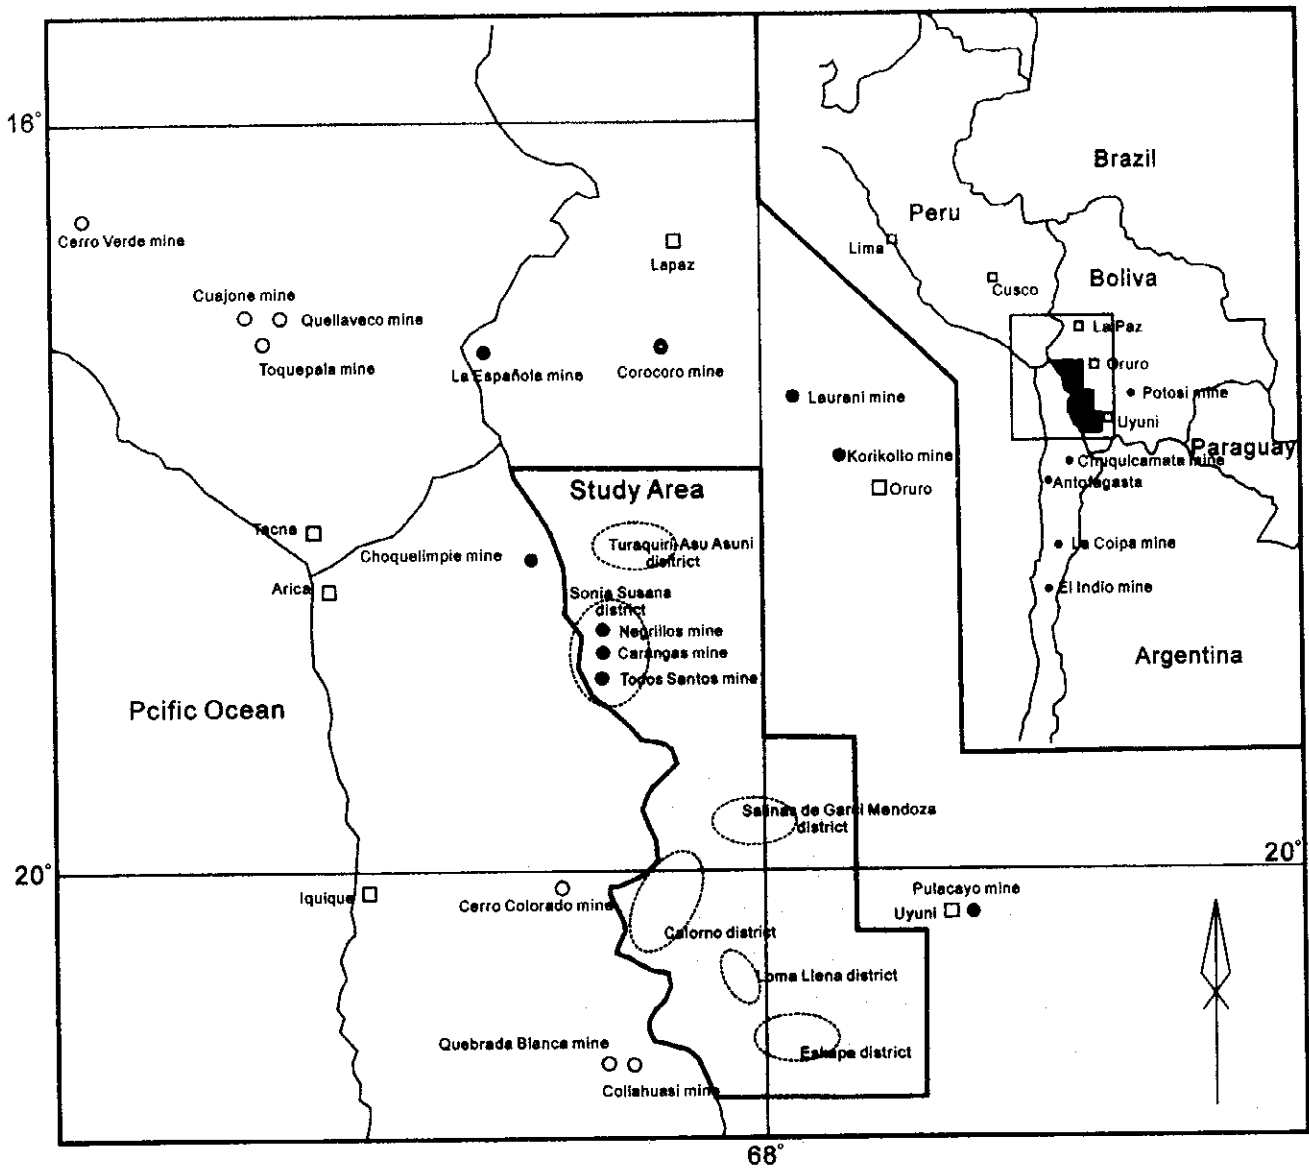 16°
Brazil
Peru
Cerro Verde mine
Lima
Lapaz
Boliva
Cusco
Cuajone mine
Quellaveco mine
La Paz
Toquepala mine
La Española mine
Corocoro mine
Oruro
Laurani mine
Potosi mine
Uyuni
Paraguay
Korikollo mine
Chuquicamata mine
Study Area
Oruro
Antofagasta
Tacna
Choquelimpie mine
Turaquiri-Asu Asuni
district
La Coipa mine
Arica
Sonia Susana
district
El Indio mine
Negrillos mine
Carangas mine
Argentina
Todos Santos mine
Pcific Ocean
Salinas de Garci Mendoza
district
20°
20°
Iquique
Cerro Colorado mine
Pulacayo mine
Uyuni
Calorno district
Loma Llena district
Quebrada Blanca mine
Eskapa district
Collahuasi mine
68°